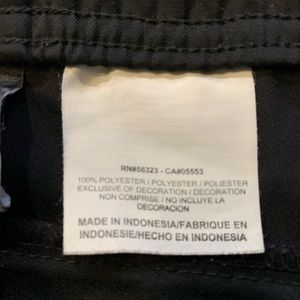 RN#56323 - CA#05553
100% POLYESTER / POLYESTER / POLIESTER
EXCLUSIVE OF DECORATION / DECORATION
NON COMPRISE / NO INCLUYE LA
DECORACION
MADE IN INDONESIA/FABRIQUE EN
INDONESIE/HECHO EN INDONESIA